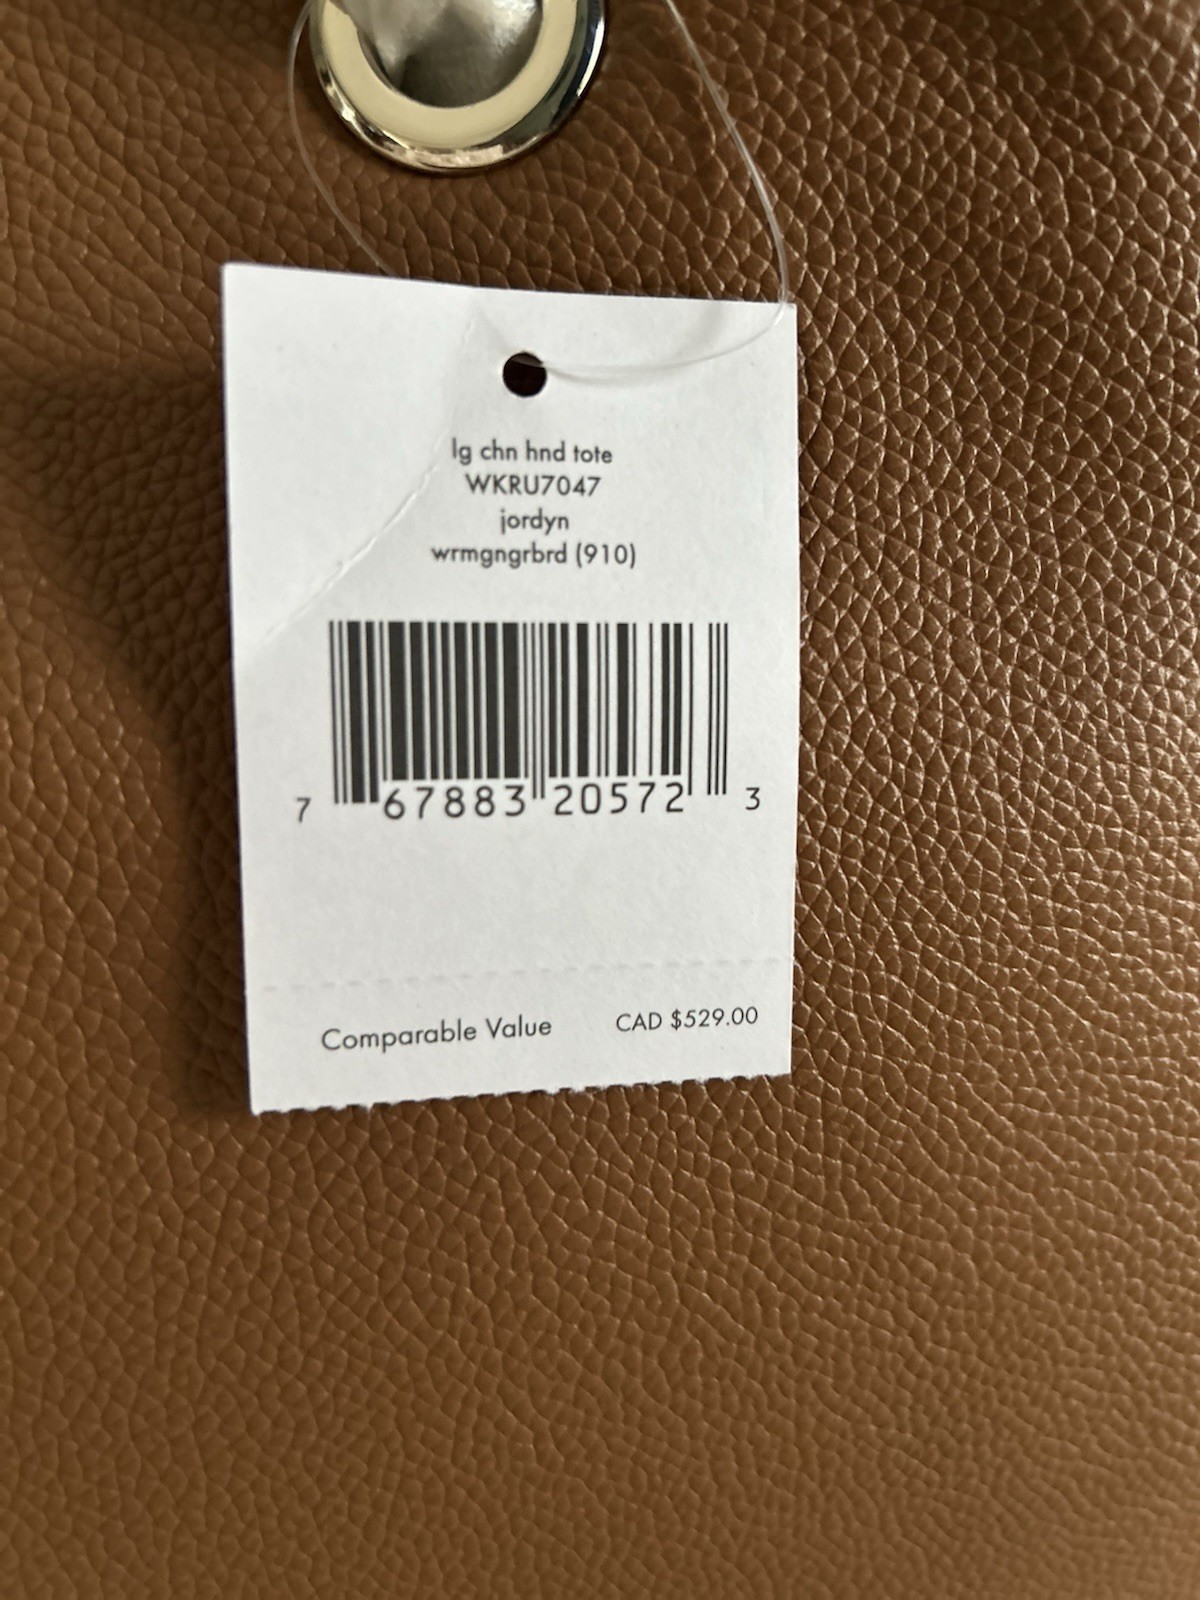 lg chn hnd tote
WKRU7047
jordyn
wrmgngrbrd (910)
7 67883 20572 3
Comparable Value CAD $529.00